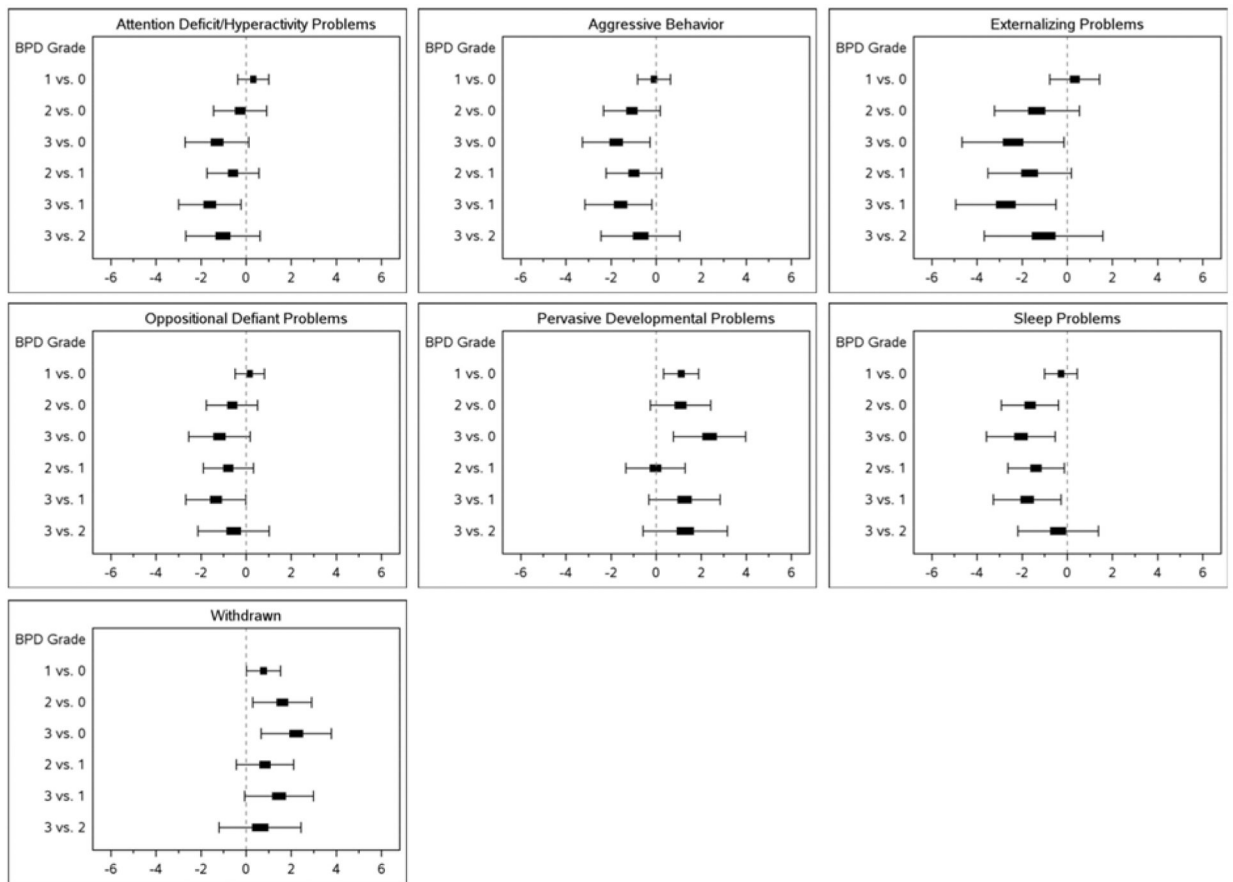 Attention Deficit/Hyperactivity Problems
BPD Grade
1 vs. 0
2 vs. 0
3 vs. 0
2 vs. 1
3 vs. 1
3 vs. 2
-6 -4 -2 0 2 4 6
Aggressive Behavior
BPD Grade
1 vs. 0
2 vs. 0
3 vs. 0
2 vs. 1
3 vs. 1
3 vs. 2
-6 -4 -2 0 2 4 6
Externalizing Problems
BPD Grade
1 vs. 0
2 vs. 0
3 vs. 0
2 vs. 1
3 vs. 1
3 vs. 2
-6 -4 -2 0 2 4 6
Oppositional Defiant Problems
BPD Grade
1 vs. 0
2 vs. 0
3 vs. 0
2 vs. 1
3 vs. 1
3 vs. 2
-6 -4 -2 0 2 4 6
Pervasive Developmental Problems
BPD Grade
1 vs. 0
2 vs. 0
3 vs. 0
2 vs. 1
3 vs. 1
3 vs. 2
-6 -4 -2 0 2 4 6
Sleep Problems
BPD Grade
1 vs. 0
2 vs. 0
3 vs. 0
2 vs. 1
3 vs. 1
3 vs. 2
-6 -4 -2 0 2 4 6
Withdrawn
BPD Grade
1 vs. 0
2 vs. 0
3 vs. 0
2 vs. 1
3 vs. 1
3 vs. 2
-6 -4 -2 0 2 4 6